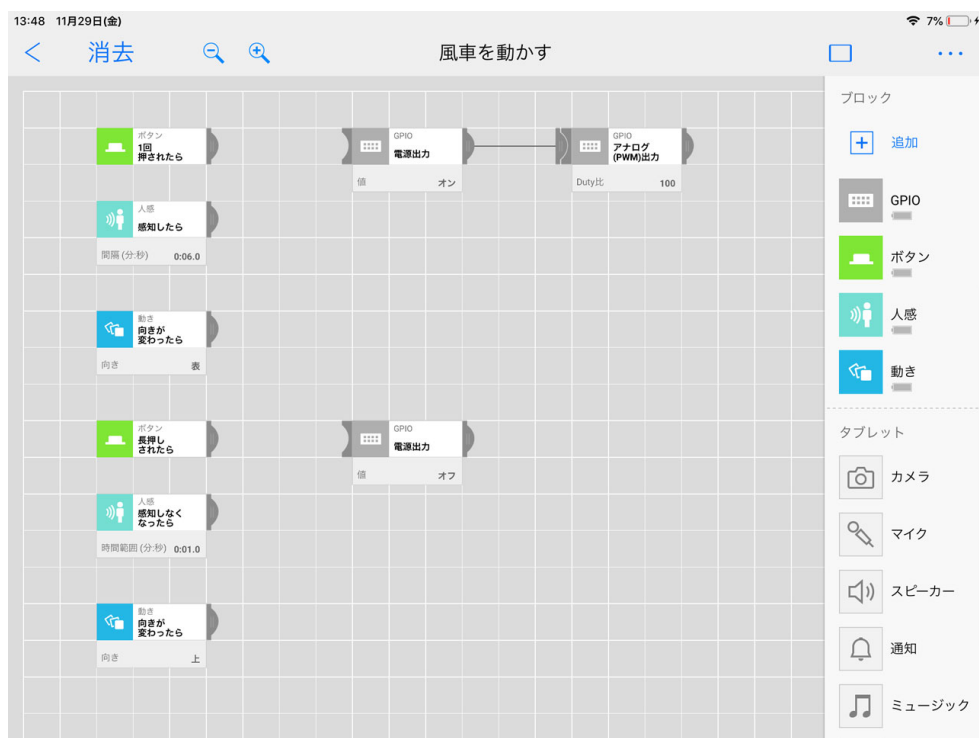 13:48 11月29日(金)
7%
消去
風車を動かす
ブロック
追加
GPIO
ボタン
人感
動き
タブレット
カメラ
マイク
スピーカー
通知
ミュージック
ボタン
1回
押されたら
GPIO
電源出力
値 オン
GPIO
アナログ
(PWM)出力
Duty比 100
人感
感知したら
間隔(分:秒) 0:06.0
動き
向きが
変わったら
向き 表
ボタン
長押し
されたら
GPIO
電源出力
値 オフ
人感
感知しなく
なったら
時間範囲(分:秒) 0:01.0
動き
向きが
変わったら
向き 上